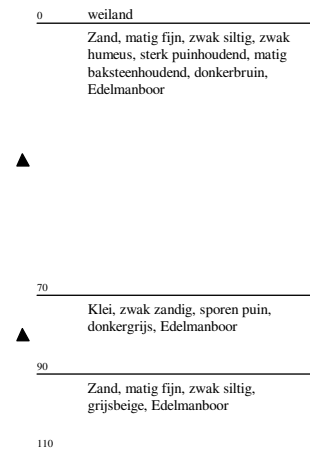 0 weiland
Zand, matig fijn, zwak siltig, zwak
humeus, sterk puinhoudend, matig
baksteenhoudend, donkerbruin,
Edelmanboor
70
Klei, zwak zandig, sporen puin,
donkergrijs, Edelmanboor
90
Zand, matig fijn, zwak siltig,
grijsbeige, Edelmanboor
110